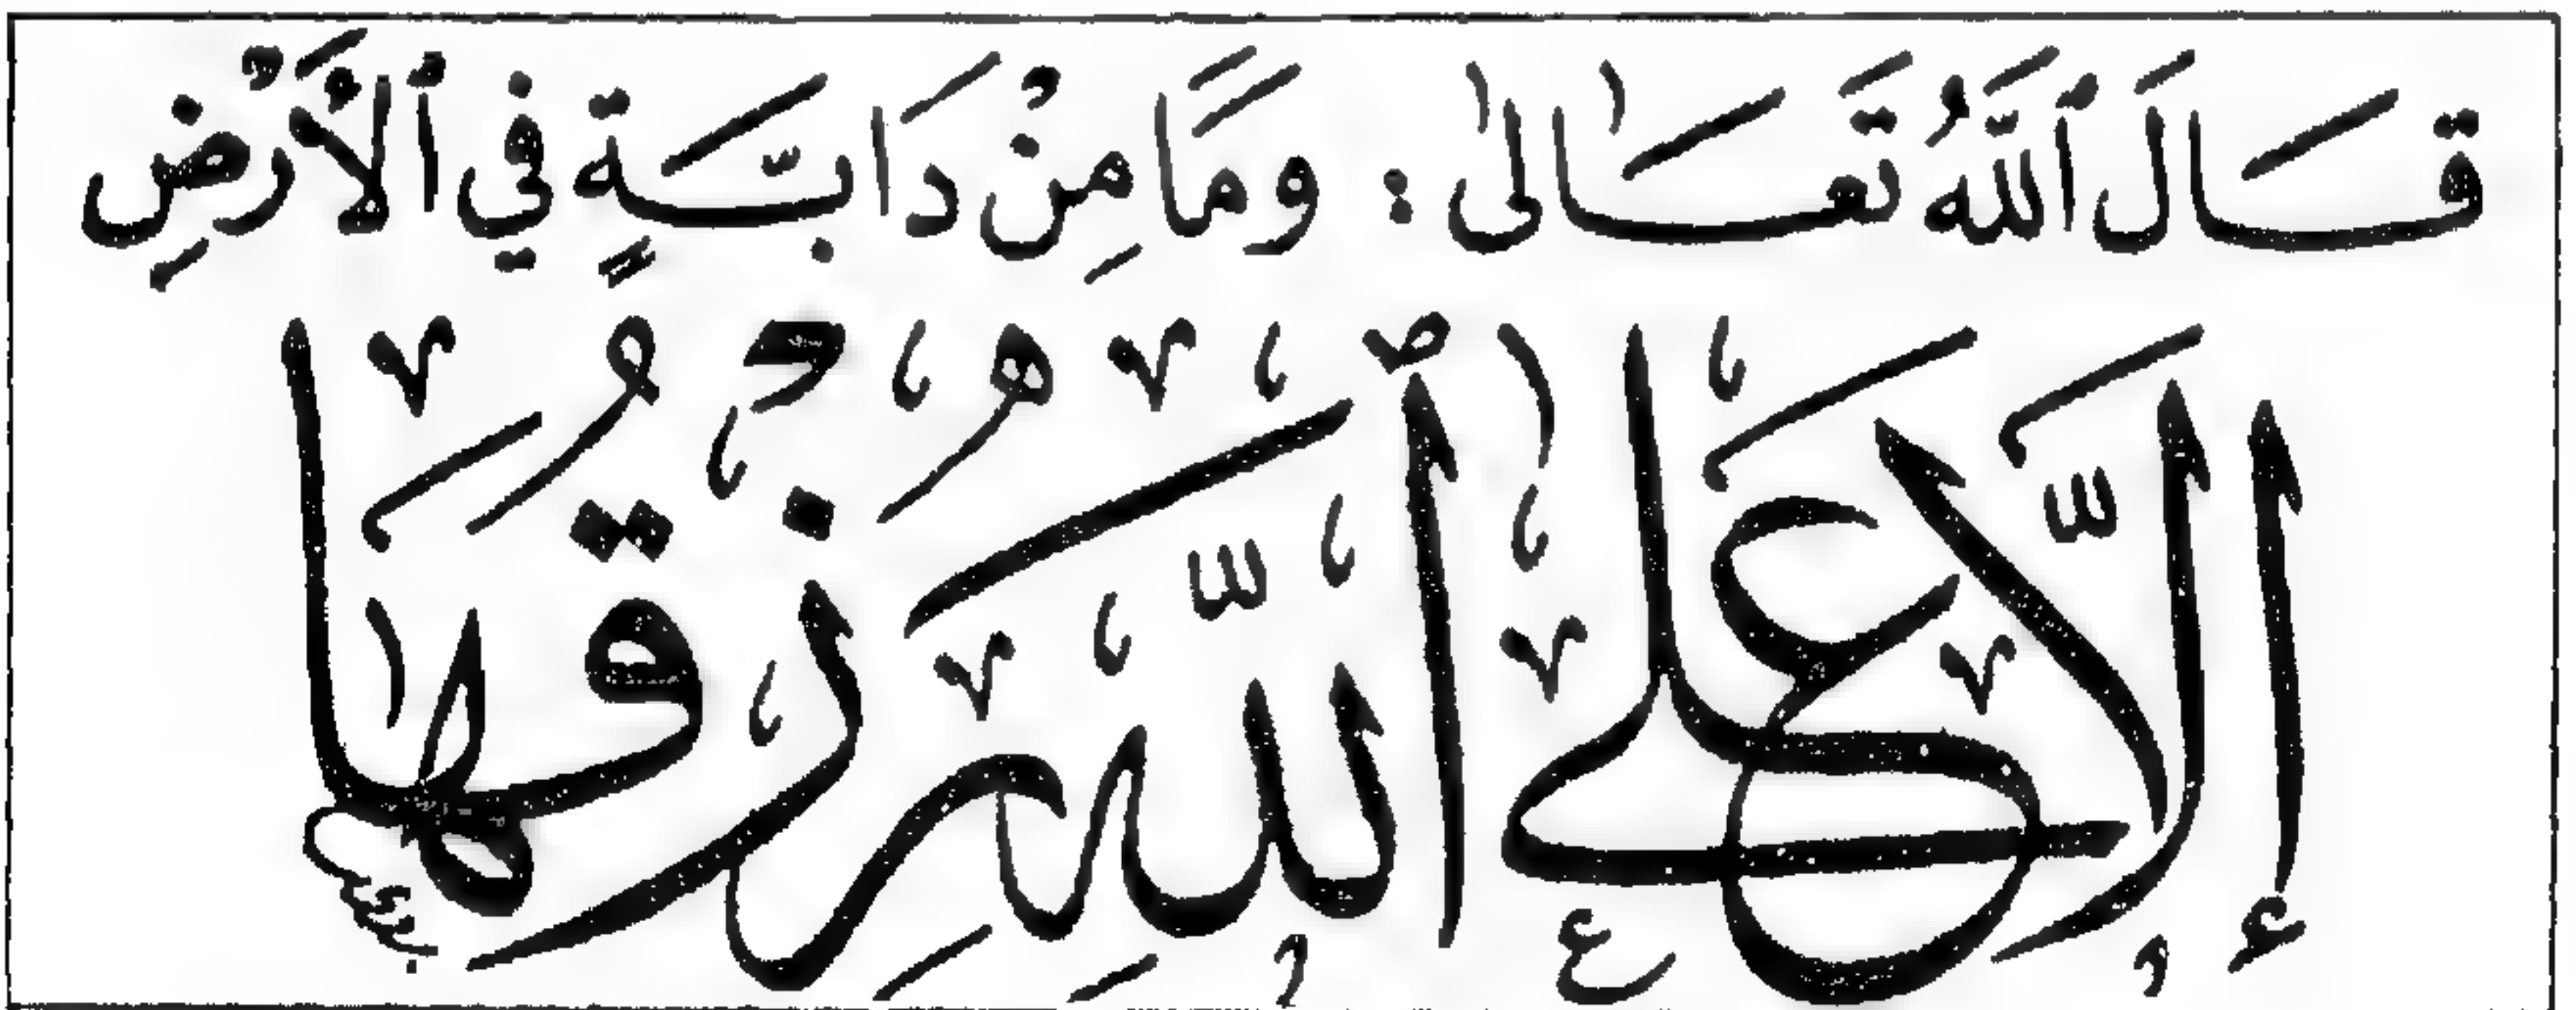 قَالَ ٱللَّهُ تَعَالَىٰ : وَمَا مِنْ دَابَّةٍ فِي ٱلْأَرْضِ
إِلَّا عَلَى ٱللَّهِ رِزْقُهَا